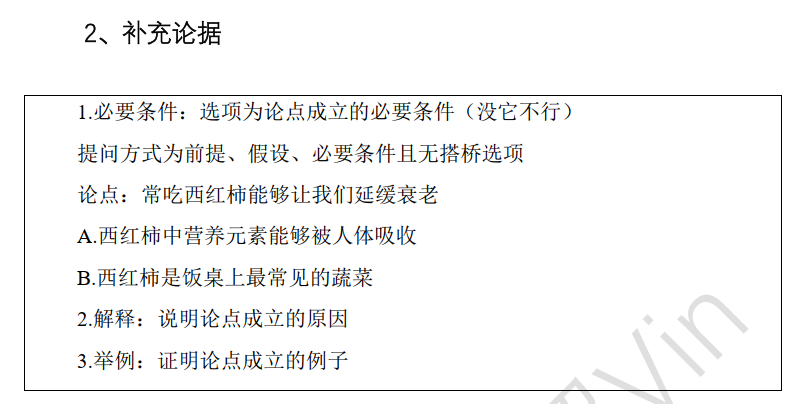 2、补充论据
1.必要条件：选项为论点成立的必要条件（没它不行）
提问方式为前提、假设、必要条件且无搭桥选项
论点：常吃西红柿能够让我们延缓衰老
A.西红柿中营养元素能够被人体吸收
B.西红柿是饭桌上最常见的蔬菜
2.解释：说明论点成立的原因
3.举例：证明论点成立的例子
Vin